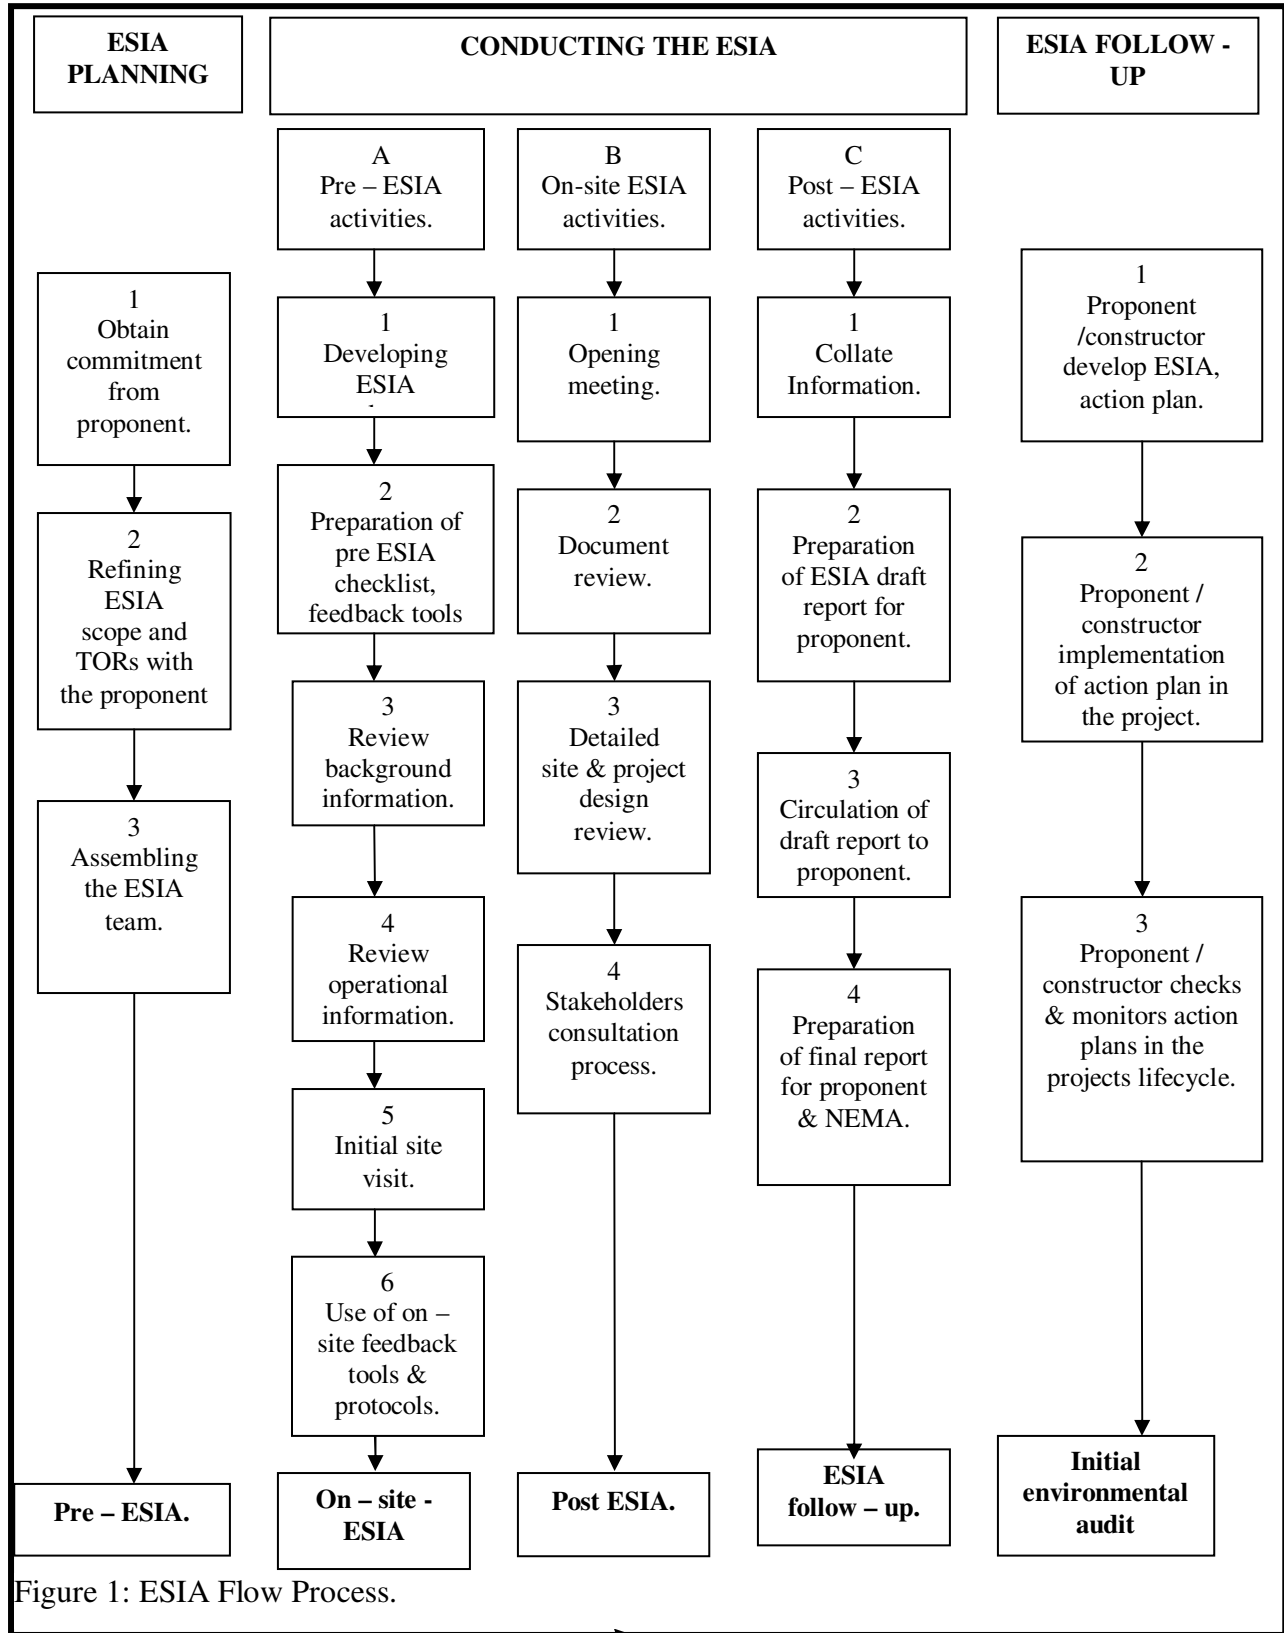 ESIA
PLANNING
CONDUCTING THE ESIA
ESIA FOLLOW -
UP
A
Pre – ESIA
activities.
B
On-site ESIA
activities.
C
Post – ESIA
activities.
1
Obtain
commitment
from
proponent.
2
Refining
ESIA
scope and
TORs with
the proponent
3
Assembling
the ESIA
team.
Pre – ESIA.
1
Developing
ESIA
2
Preparation of
pre ESIA
checklist,
feedback tools
3
Review
background
information.
4
Review
operational
information.
5
Initial site
visit.
6
Use of on –
site feedback
tools &
protocols.
On – site -
ESIA
1
Opening
meeting.
2
Document
review.
3
Detailed
site & project
design
review.
4
Stakeholders
consultation
process.
Post ESIA.
1
Collate
Information.
2
Preparation
of ESIA draft
report for
proponent.
3
Circulation of
draft report to
proponent.
4
Preparation
of final report
for proponent
& NEMA.
ESIA
follow – up.
1
Proponent
/constructor
develop ESIA,
action plan.
2
Proponent /
constructor
implementation
of action plan in
the project.
3
Proponent /
constructor checks
& monitors action
plans in the
projects lifecycle.
Initial
environmental
audit
Figure 1: ESIA Flow Process.